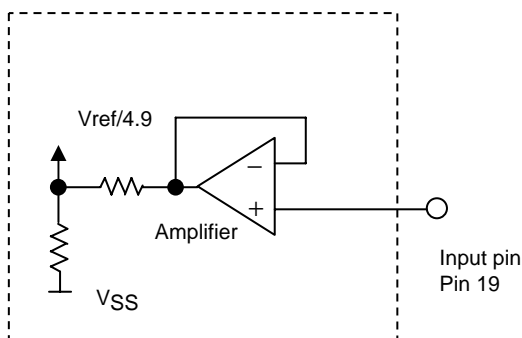 Vref/4.9
−
+
Amplifier
VSS
Input pin
Pin 19